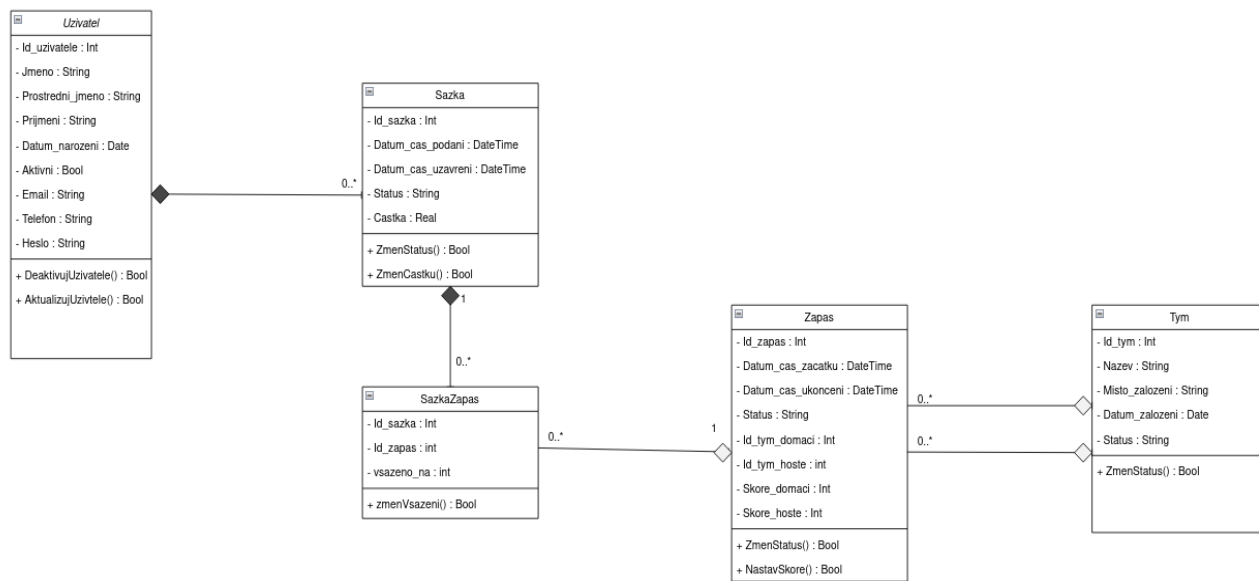 Uzivatel
- Id_uzivatele : Int
- Jmeno : String
- Prostredni_jmeno : String
- Prijmeni : String
- Datum_narozeni : Date
- Aktivni : Bool
- Email : String
- Telefon : String
- Heslo : String
+ DeaktivujUzivatele() : Bool
+ AktualizujUzivtele() : Bool
0..*
Sazka
- Id_sazka : Int
- Datum_cas_podani : DateTime
- Datum_cas_uzavreni : DateTime
- Status : String
- Castka : Real
+ ZmenStatus() : Bool
+ ZmenCastku() : Bool
1
0..*
SazkaZapas
- Id_sazka : Int
- Id_zapas : int
- vsazeno_na : int
+ zmenVsazeni() : Bool
0..*
1
Zapas
- Id_zapas : Int
- Datum_cas_zacatku : DateTime
- Datum_cas_ukonceni : DateTime
- Status : String
- Id_tym_domaci : Int
- Id_tym_hoste : int
- Skore_domaci : Int
- Skore_hoste : Int
+ ZmenStatus() : Bool
+ NastavSkore() : Bool
0..*
0..*
Tym
- Id_tym : Int
- Nazev : String
- Misto_zalozeni : String
- Datum_zalozeni : Date
- Status : String
+ ZmenStatus() : Bool